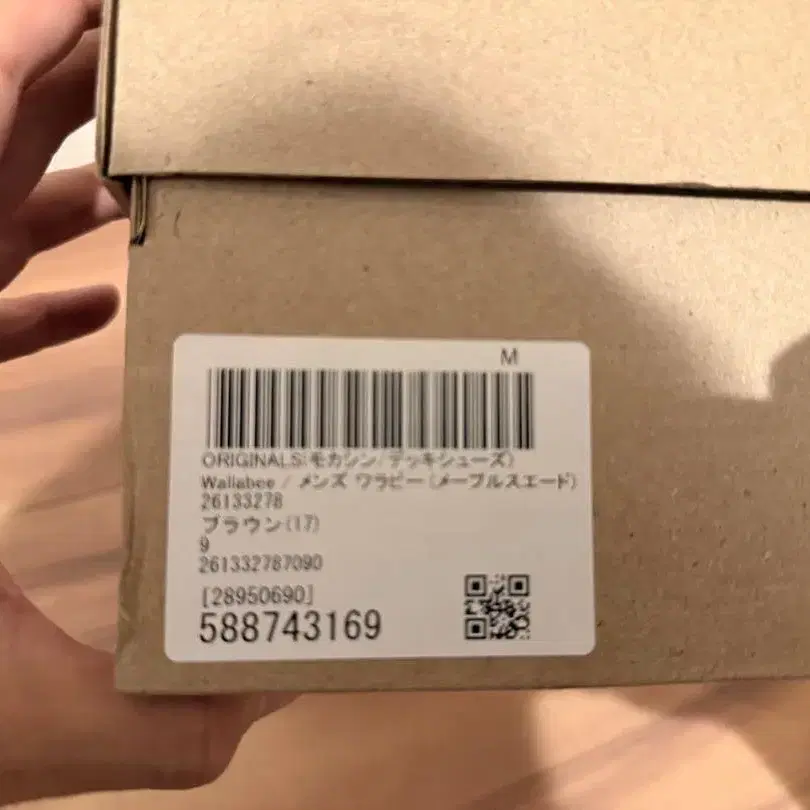 M
ORIGINALS(モカシン/デッキシューズ)
Wallabee / メンズ ワラビー(メープルスエード)
26133278
ブラウン(17)
9
261332787090
[28950690]
588743169